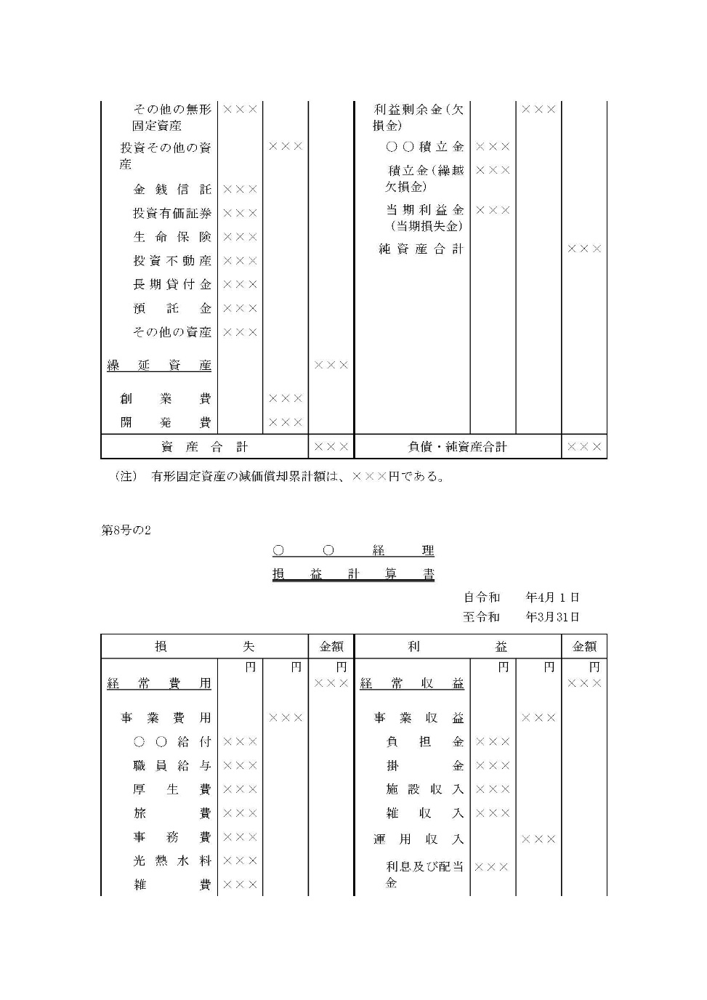 その他の無形 ××× 利益剰余金(欠 ×××
固定資産 損金)
投資その他の資 ××× 〇〇積立金 ×××
産
積立金(繰越 ×××
金銭信託 ××× 欠損金)
投資有価証券 ××× 当期利益金 ×××
(当期損失金)
生命保険 ×××
純資産合計 ×××
投資不動産 ×××
長期貸付金 ×××
預託金 ×××
その他の資産 ×××
繰延資産 ×××
創業費 ×××
開発費 ×××
資産合計 ××× 負債・純資産合計 ×××
(注) 有形固定資産の減価償却累計額は、×××円である。
第8号の2
〇〇経理
損益計算書
自令和 年4月1日
至令和 年3月31日
損失 金額 利益 金額
円 円 円 円 円 円
経常費用 ××× 経常収益 ×××
事業費用 ××× 事業収益 ×××
〇〇給付 ××× 負担金 ×××
職員給与 ××× 掛金 ×××
厚生費 ××× 施設収入 ×××
旅費 ××× 雑収入 ×××
事務費 ××× 運用収入 ×××
光熱水料 ××× 利息及び配当 ×××
雑費 ××× 金